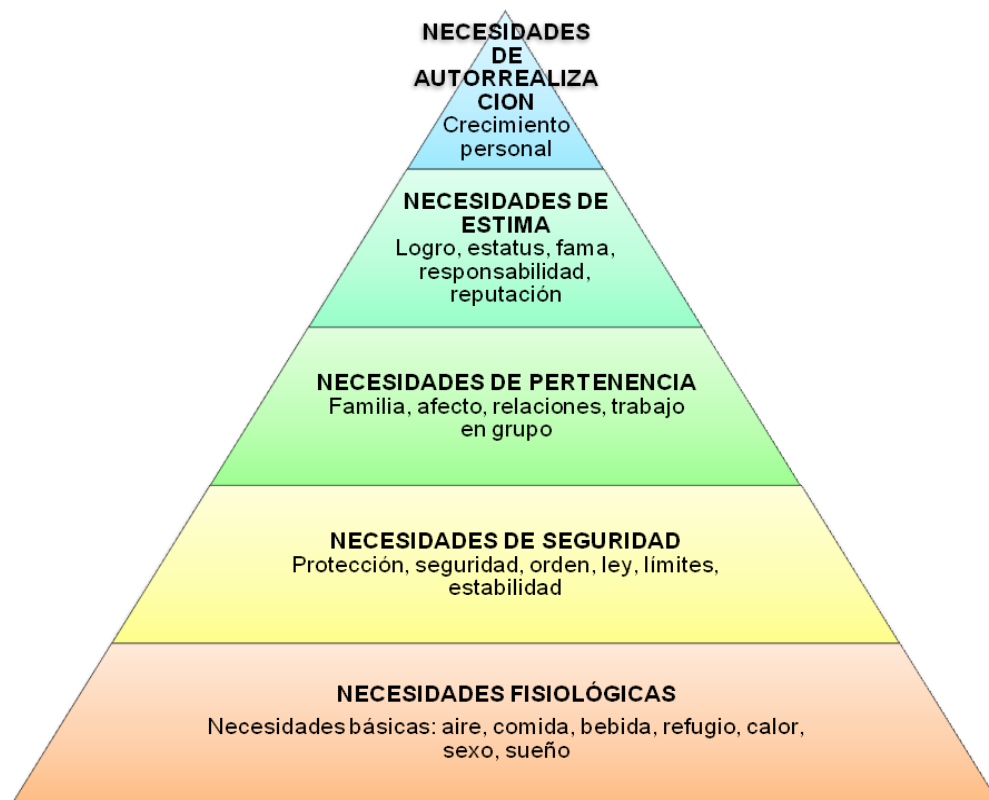 NECESIDADES
DE
AUTORREALIZA
CION
Crecimiento
personal
NECESIDADES DE
ESTIMA
Logro, estatus, fama,
responsabilidad,
reputación
NECESIDADES DE PERTENENCIA
Familia, afecto, relaciones, trabajo
en grupo
NECESIDADES DE SEGURIDAD
Protección, seguridad, orden, ley, límites,
estabilidad
NECESIDADES FISIOLÓGICAS
Necesidades básicas: aire, comida, bebida, refugio, calor,
sexo, sueño